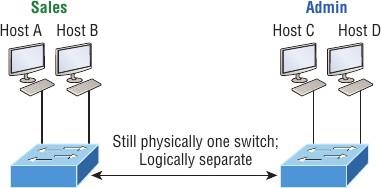 Sales
Admin
Host A Host B
Host C Host D
Still physically one switch;
Logically separate